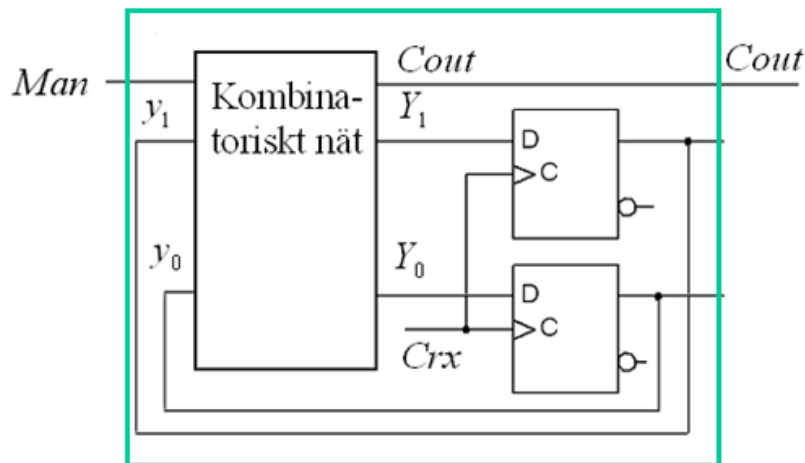 Man
y₁
y₀
Kombina-
toriskt nät
Cout
Y₁
Y₀
Crx
D
C
D
C
Cout